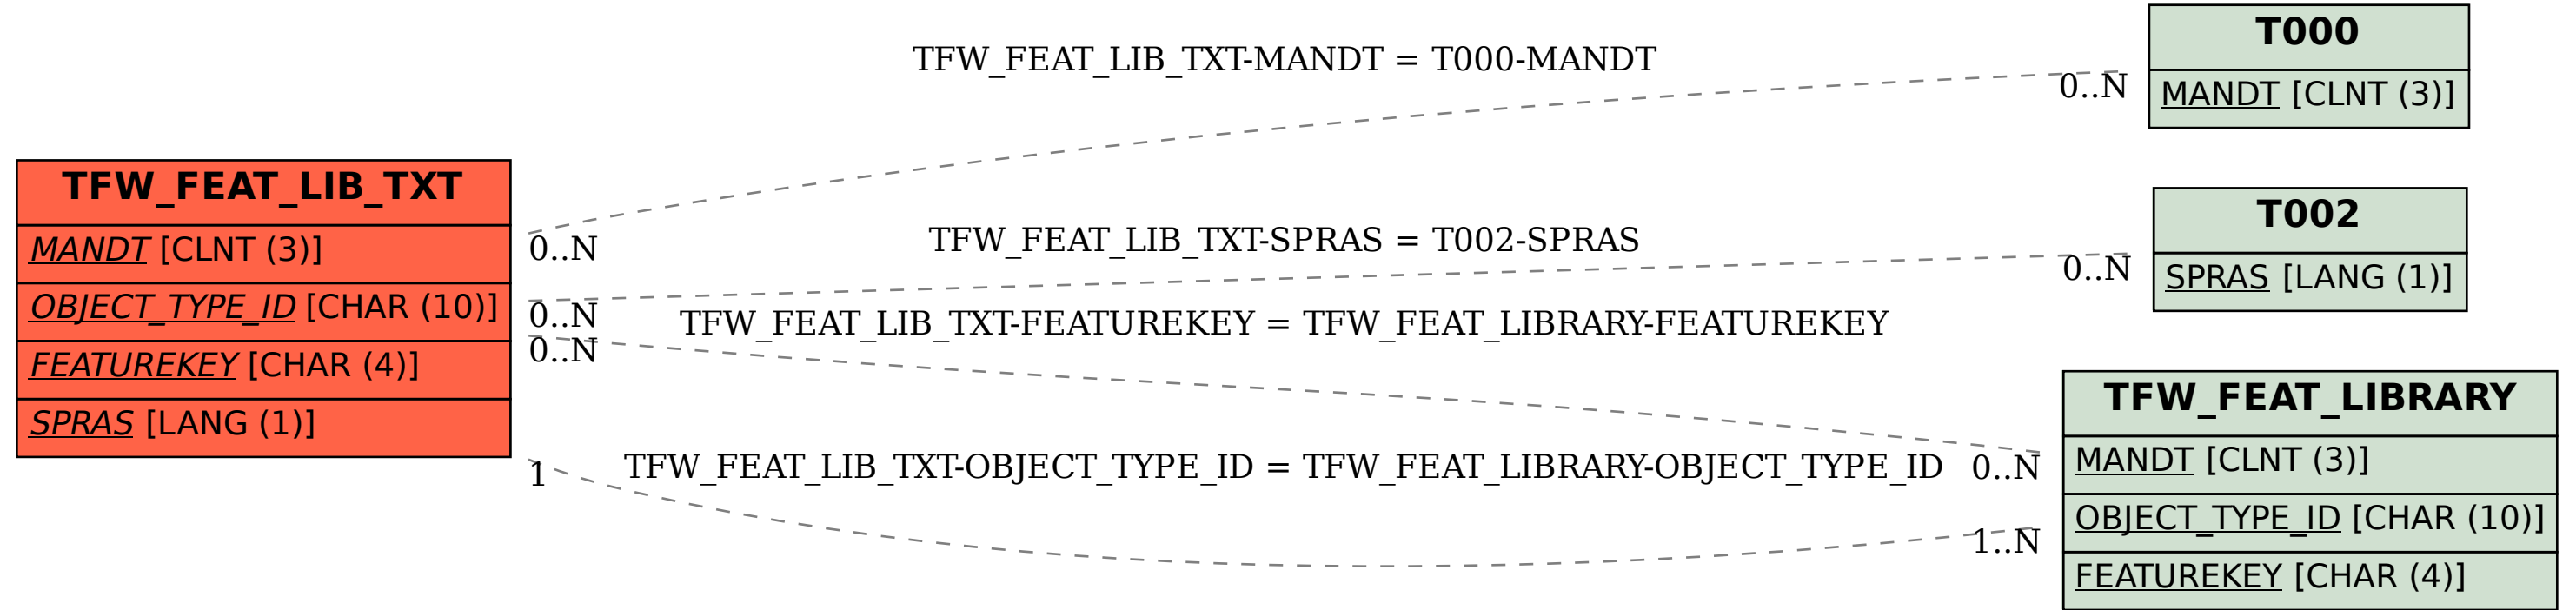 TFW_FEAT_LIB_TXT
MANDT [CLNT (3)]
OBJECT_TYPE_ID [CHAR (10)]
FEATUREKEY [CHAR (4)]
SPRAS [LANG (1)]
TFW_FEAT_LIB_TXT-MANDT = T000-MANDT
0..N
0..N
TFW_FEAT_LIB_TXT-SPRAS = T002-SPRAS
0..N
0..N
TFW_FEAT_LIB_TXT-FEATUREKEY = TFW_FEAT_LIBRARY-FEATUREKEY
0..N
0..N
TFW_FEAT_LIB_TXT-OBJECT_TYPE_ID = TFW_FEAT_LIBRARY-OBJECT_TYPE_ID
1
1..N
T000
MANDT [CLNT (3)]
T002
SPRAS [LANG (1)]
TFW_FEAT_LIBRARY
MANDT [CLNT (3)]
OBJECT_TYPE_ID [CHAR (10)]
FEATUREKEY [CHAR (4)]